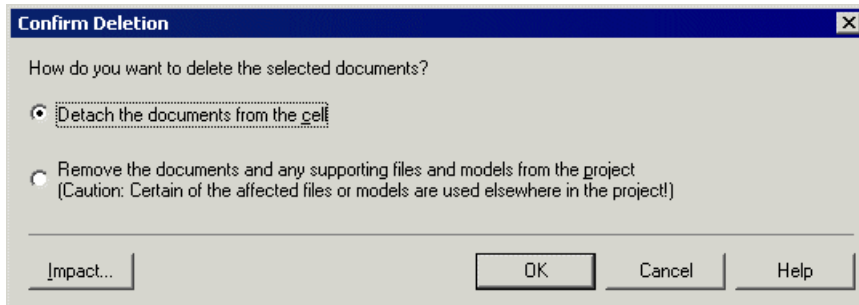 Confirm Deletion
How do you want to delete the selected documents?
Detach the documents from the cell
Remove the documents and any supporting files and models from the project
(Caution: Certain of the affected files or models are used elsewhere in the project!)
Impact... OK Cancel Help